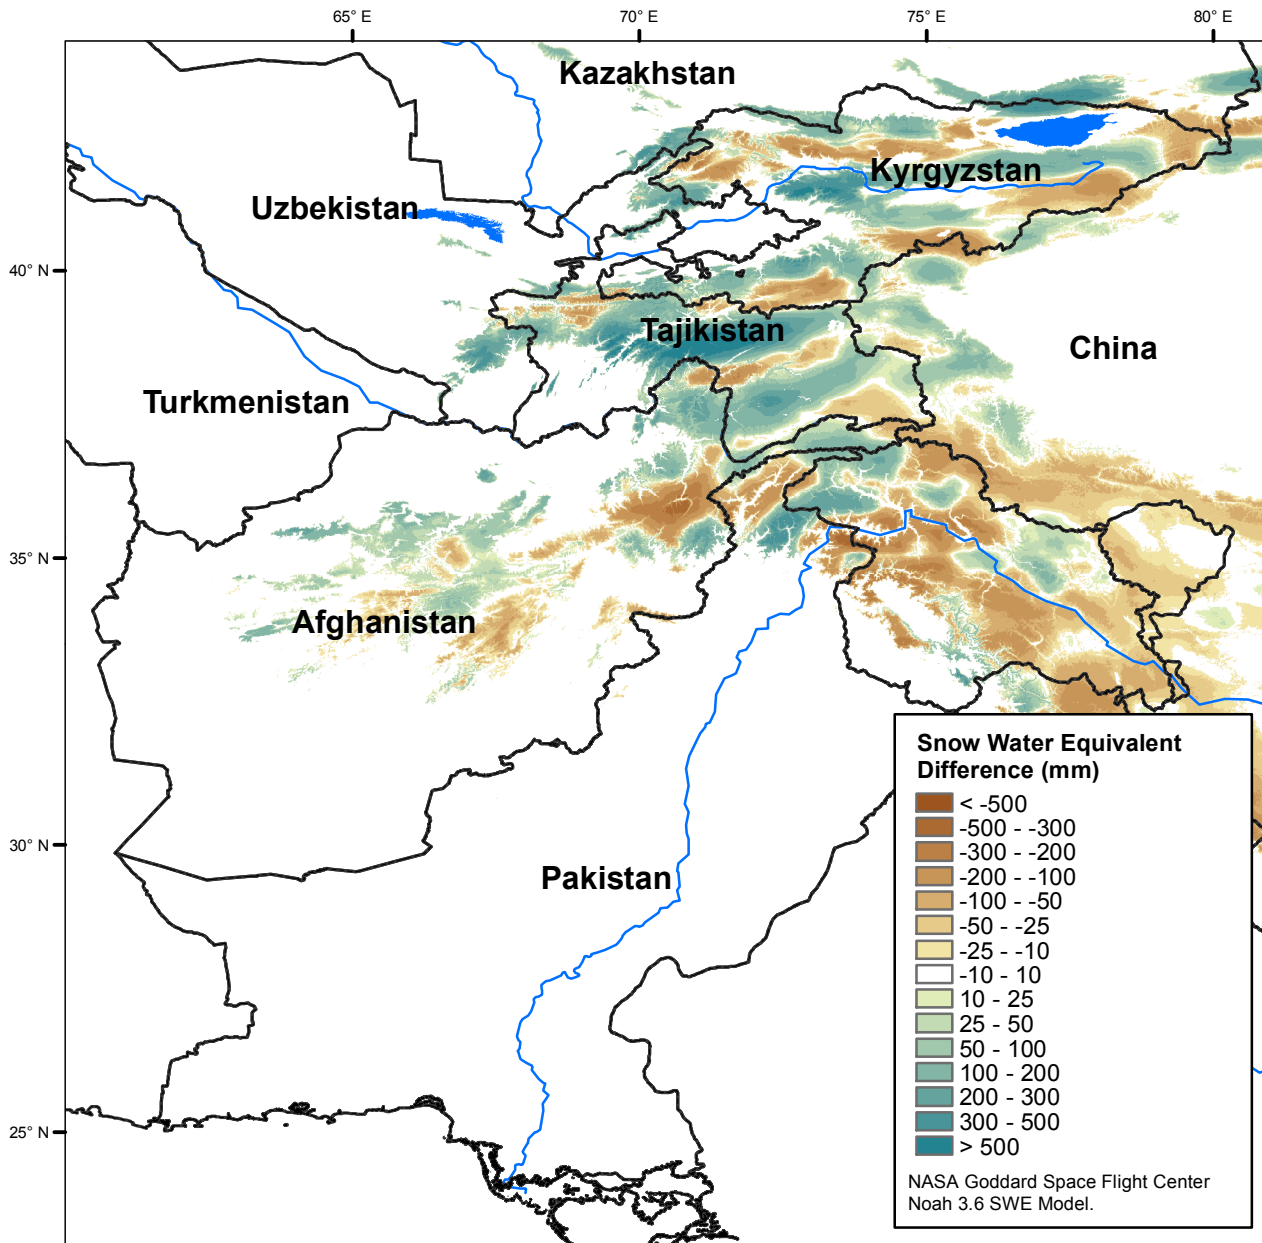 65° E
70° E
75° E
80° E
Kazakhstan
Kyrgyzstan
Uzbekistan
40° N
Tajikistan
China
Turkmenistan
35° N
Afghanistan
30° N
Pakistan
25° N
Snow Water Equivalent
Difference (mm)
< -500
-500 - -300
-300 - -200
-200 - -100
-100 - -50
-50 - -25
-25 - -10
-10 - 10
10 - 25
25 - 50
50 - 100
100 - 200
200 - 300
300 - 500
> 500
NASA Goddard Space Flight Center
Noah 3.6 SWE Model.